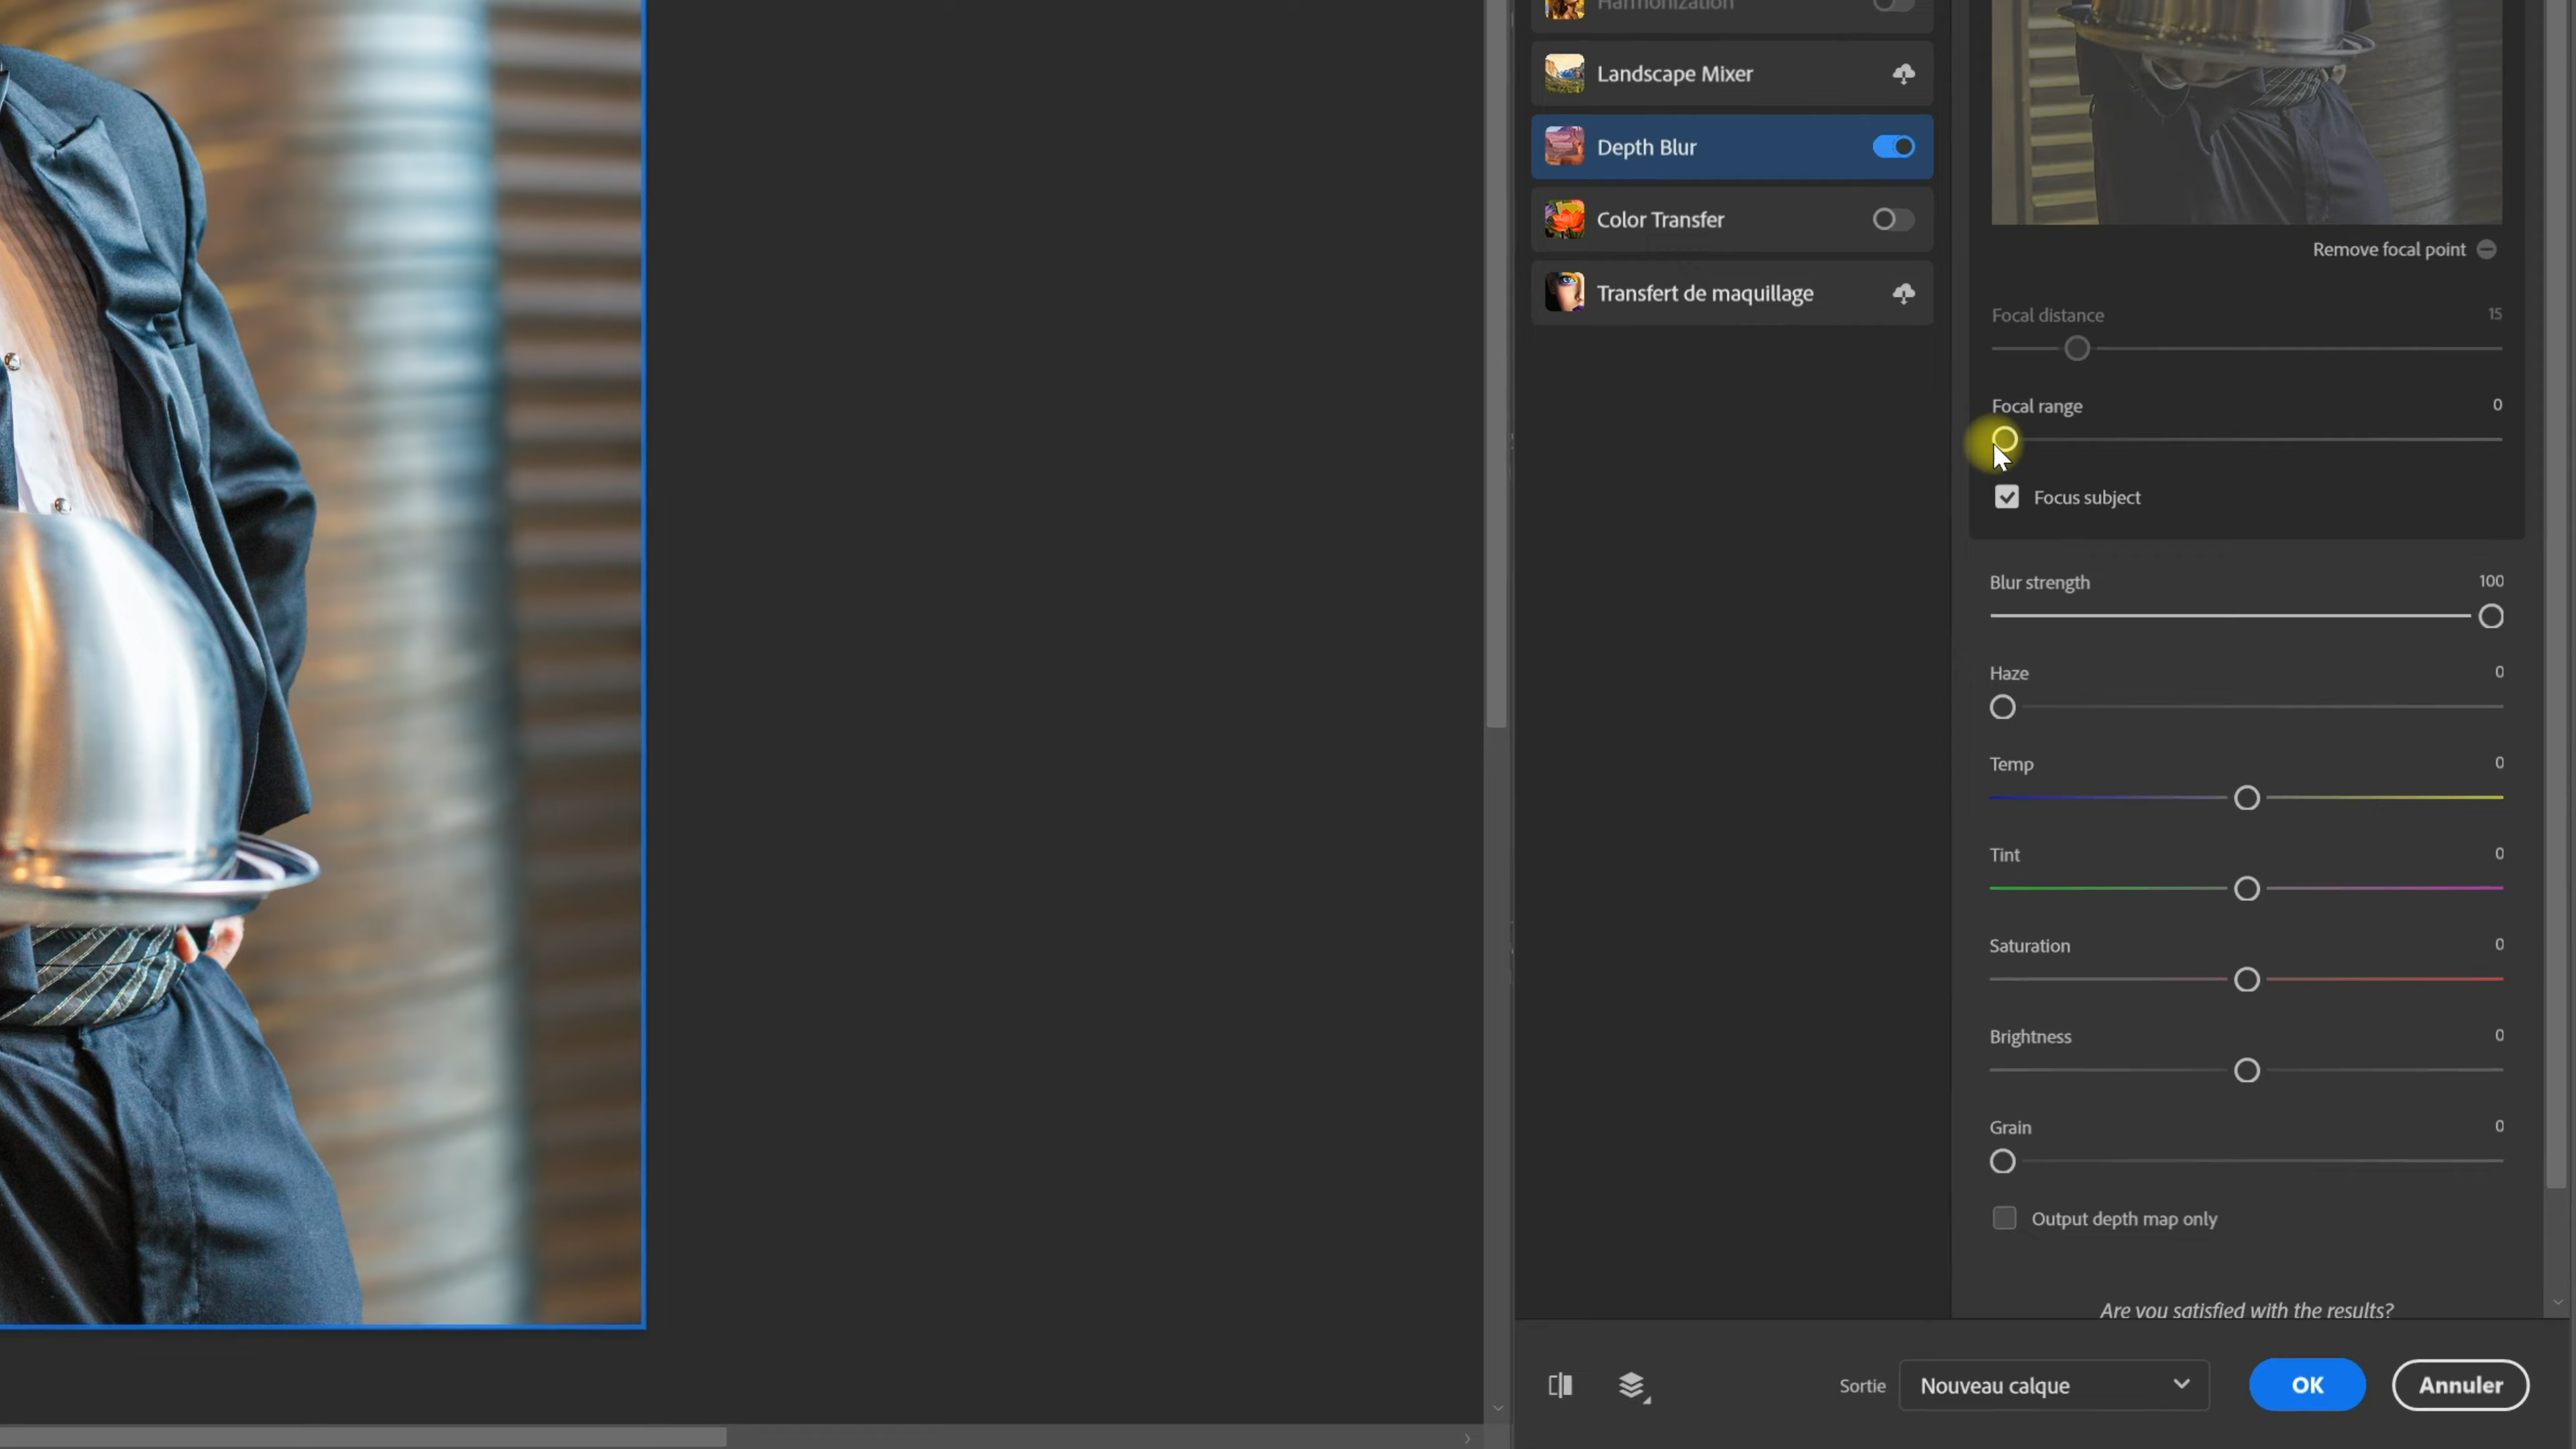 Harmonization
Landscape Mixer
Depth Blur
Color Transfer
Transfert de maquillage
Remove focal point
Focal distance 15
Focal range 0
Focus subject
Blur strength 100
Haze 0
Temp 0
Tint 0
Saturation 0
Brightness 0
Grain 0
Output depth map only
Are you satisfied with the results?
Sortie Nouveau calque OK Annuler